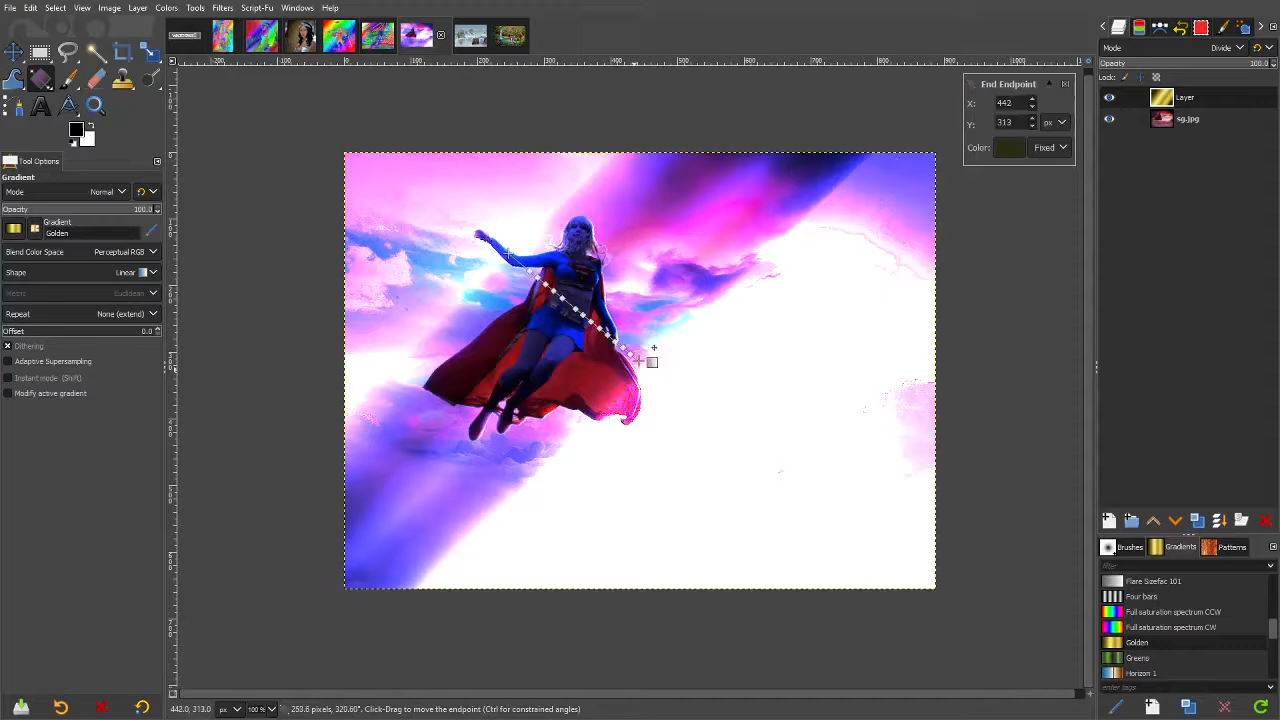 File Edit Select View Image Layer Colors Tools Filters Script-Fu Windows Help
Tool Options
Gradient
Mode Normal
Opacity 100.0
Gradient
Golden
Blend Color Space Perceptual RGB
Shape Linear
Metric Euclidean
Repeat None (extend)
Offset 0.0
Dithering
Adaptive Supersampling
Instant mode (Shift)
Modify active gradient
End Endpoint
X: 442
Y: 313 px
Color: Fixed
Mode Divide
Opacity 100.0
Lock:
Layer
sg.jpg
Brushes Gradients Patterns
filter
Flare Sizefac 101
Four bars
Full saturation spectrum CCW
Full saturation spectrum CW
Golden
Greens
Horizon 1
enter tags
442.0, 313.0 px 100 % 253.6 pixels, 320.60°. Click-Drag to move the endpoint (Ctrl for constrained angles)